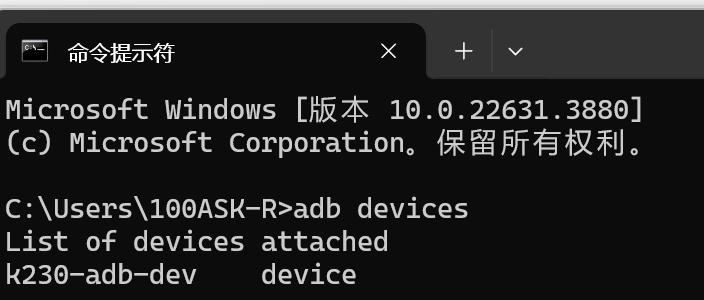 命令提示符
Microsoft Windows [版本 10.0.22631.3880]
(c) Microsoft Corporation。保留所有权利。
C:\Users\100ASK-R>adb devices
List of devices attached
k230-adb-dev    device